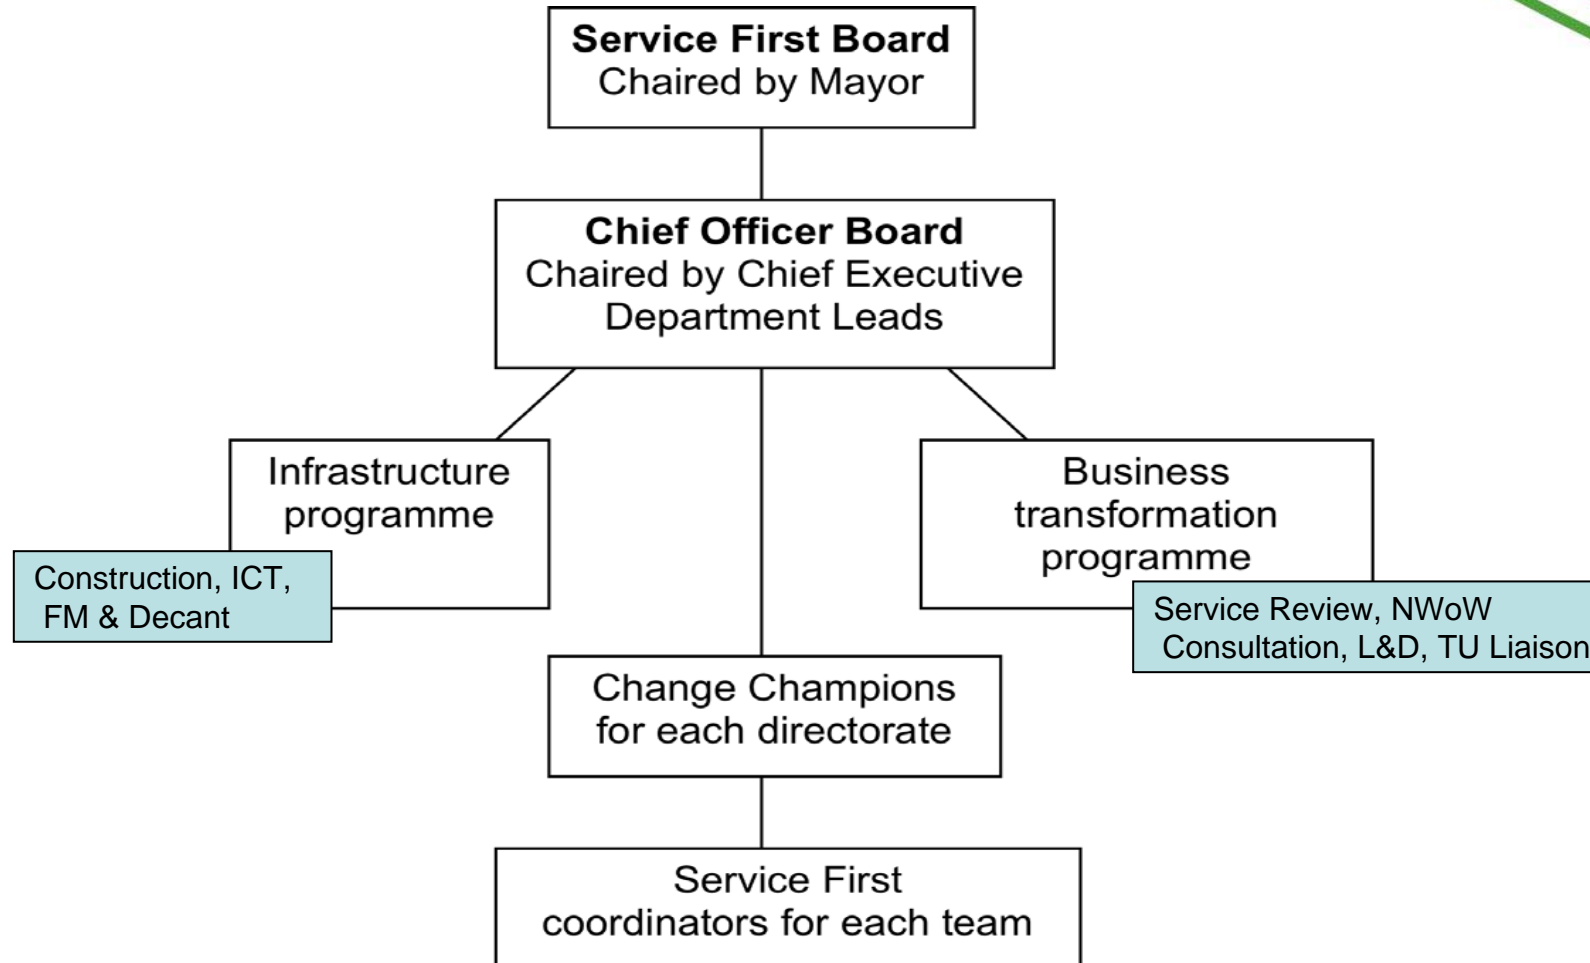 Service First Board
Chaired by Mayor
Chief Officer Board
Chaired by Chief Executive
Department Leads
Infrastructure
programme
Construction, ICT,
FM & Decant
Business
transformation
programme
Service Review, NWoW
Consultation, L&D, TU Liaison
Change Champions
for each directorate
Service First
coordinators for each team